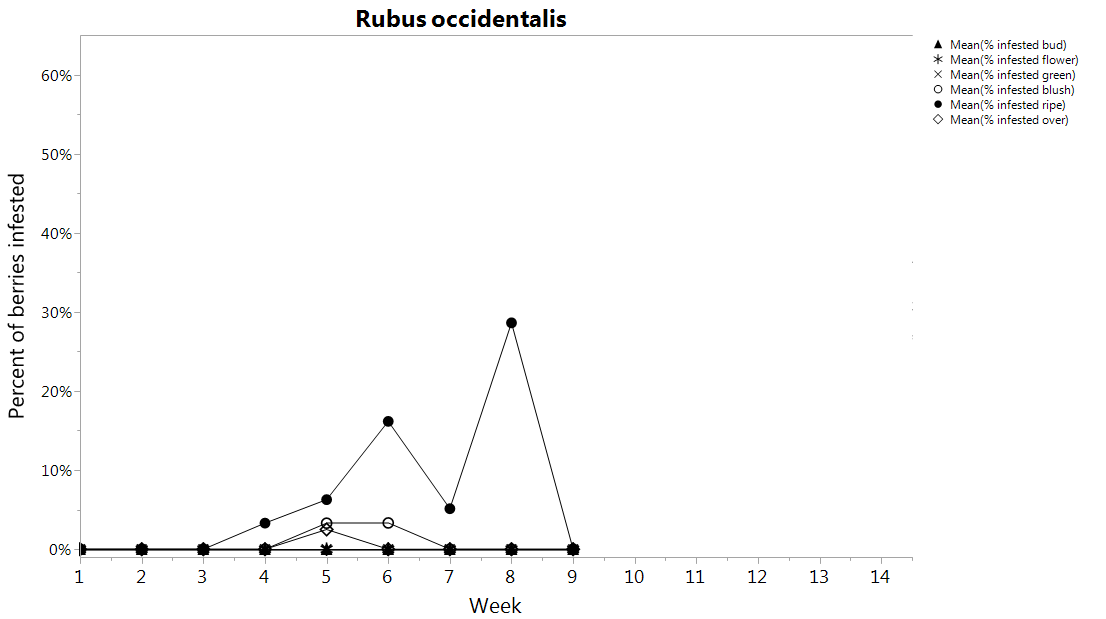 Rubus occidentalis
Mean(% infested bud)
Mean(% infested flower)
Mean(% infested green)
Mean(% infested blush)
Mean(% infested ripe)
Mean(% infested over)
Percent of berries infested
60%
50%
40%
30%
20%
10%
0%
1 2 3 4 5 6 7 8 9 10 11 12 13 14
Week